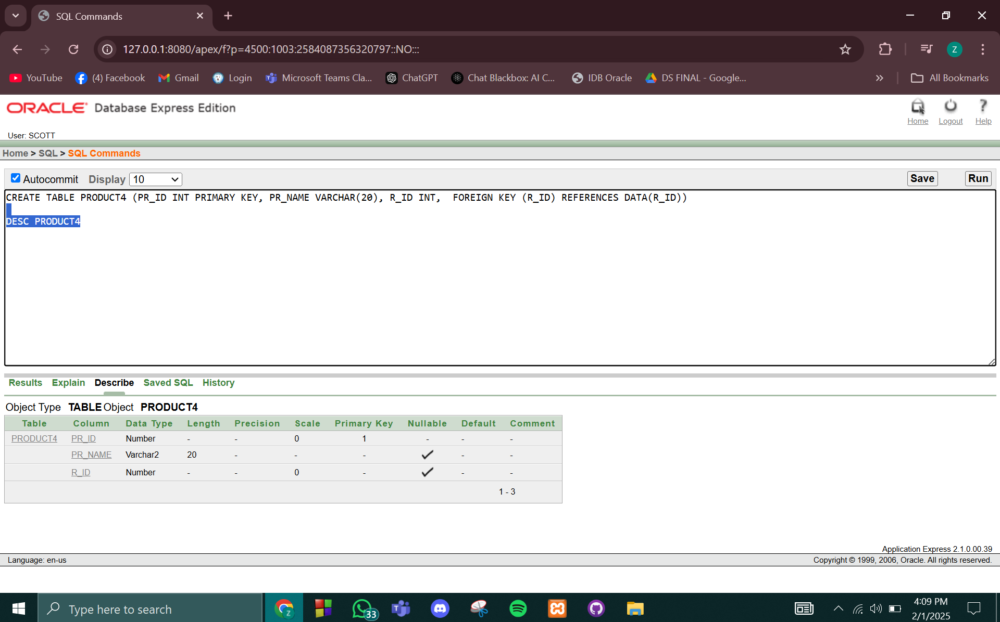 SQL Commands
127.0.0.1:8080/apex/f?p=4500:1003:2584087356320797::NO:::
Z
YouTube
(4) Facebook
Gmail
Login
Microsoft Teams Cla...
ChatGPT
Chat Blackbox: AI C...
IDB Oracle
DS FINAL - Google...
All Bookmarks
ORACLE Database Express Edition
Home Logout Help
User: SCOTT
Home > SQL > SQL Commands
Autocommit Display 10 Save Run
CREATE TABLE PRODUCT4 (PR_ID INT PRIMARY KEY, PR_NAME VARCHAR(20), R_ID INT,  FOREIGN KEY (R_ID) REFERENCES DATA(R_ID))
DESC PRODUCT4
Results Explain Describe Saved SQL History
Object Type TABLE Object PRODUCT4
Table Column Data Type Length Precision Scale Primary Key Nullable Default Comment
PRODUCT4 PR_ID Number - - 0 1 - - -
PR_NAME Varchar2 20 - - - - -
R_ID Number - - 0 - - -
1 - 3
Application Express 2.1.0.00.39
Language: en-us Copyright © 1999, 2006, Oracle. All rights reserved.
Type here to search
Z
33
4:09 PM
2/1/2025